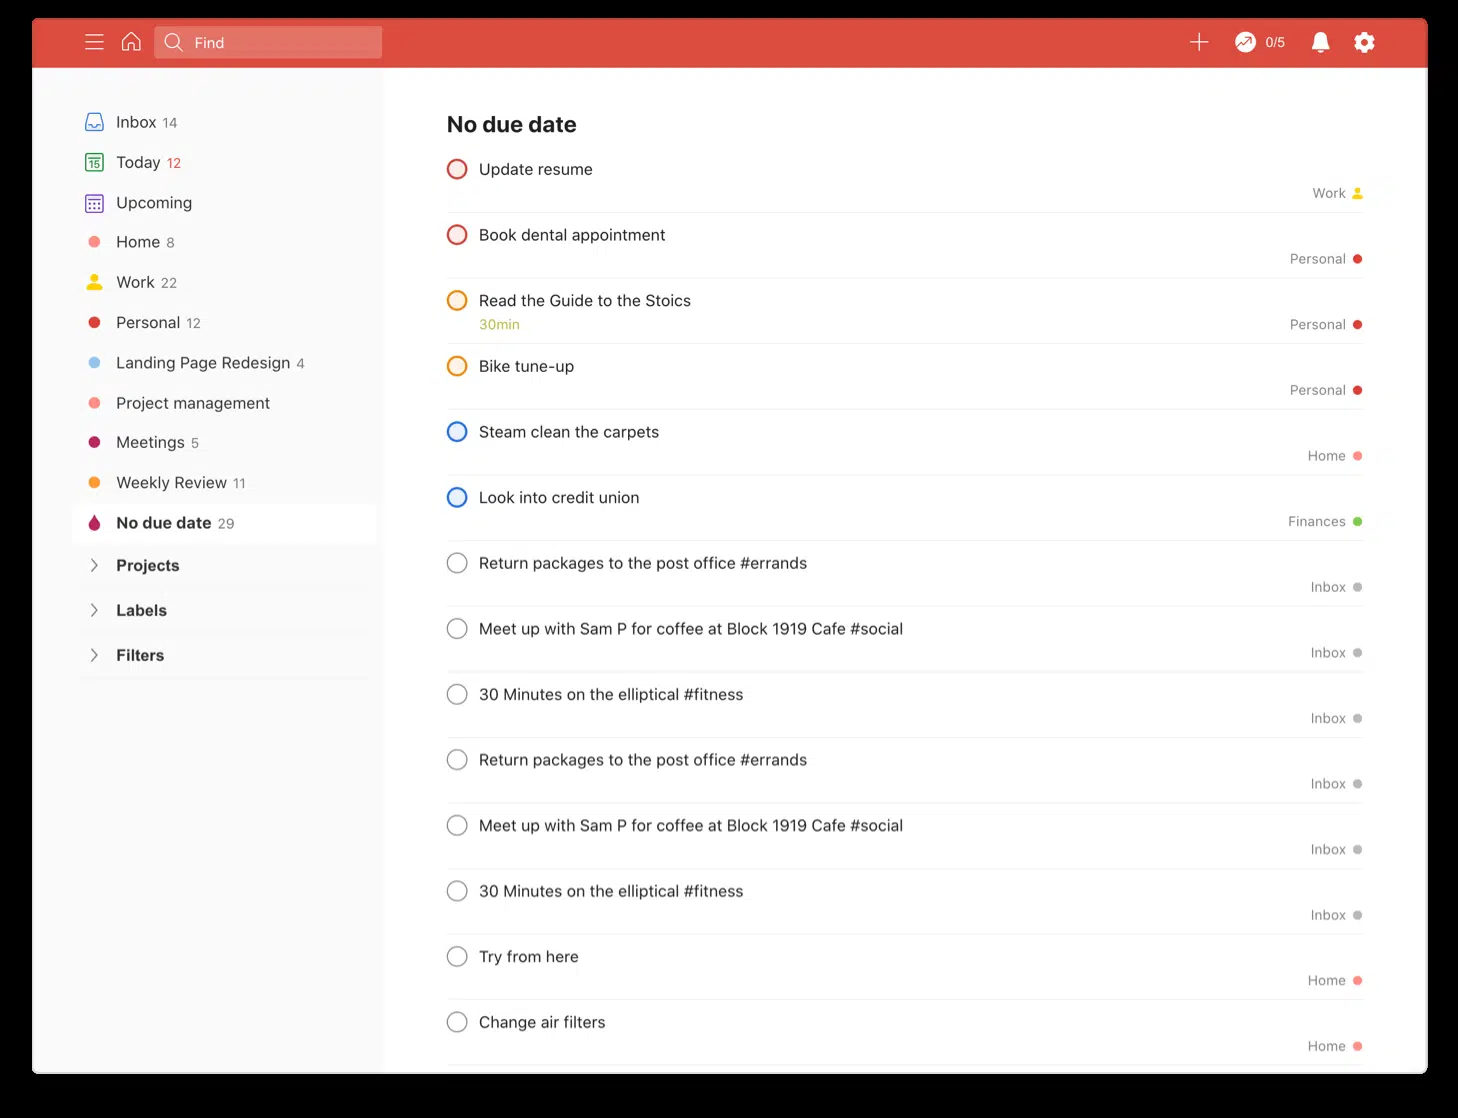 Find
0/5
Inbox 14
Today 12
15
Upcoming
Home 8
Work 22
Personal 12
Landing Page Redesign 4
Project management
Meetings 5
Weekly Review 11
No due date 29
Projects
Labels
Filters
No due date
Update resume
Work
Book dental appointment
Personal
Read the Guide to the Stoics
30min
Personal
Bike tune-up
Personal
Steam clean the carpets
Home
Look into credit union
Finances
Return packages to the post office #errands
Inbox
Meet up with Sam P for coffee at Block 1919 Cafe #social
Inbox
30 Minutes on the elliptical #fitness
Inbox
Return packages to the post office #errands
Inbox
Meet up with Sam P for coffee at Block 1919 Cafe #social
Inbox
30 Minutes on the elliptical #fitness
Inbox
Try from here
Home
Change air filters
Home